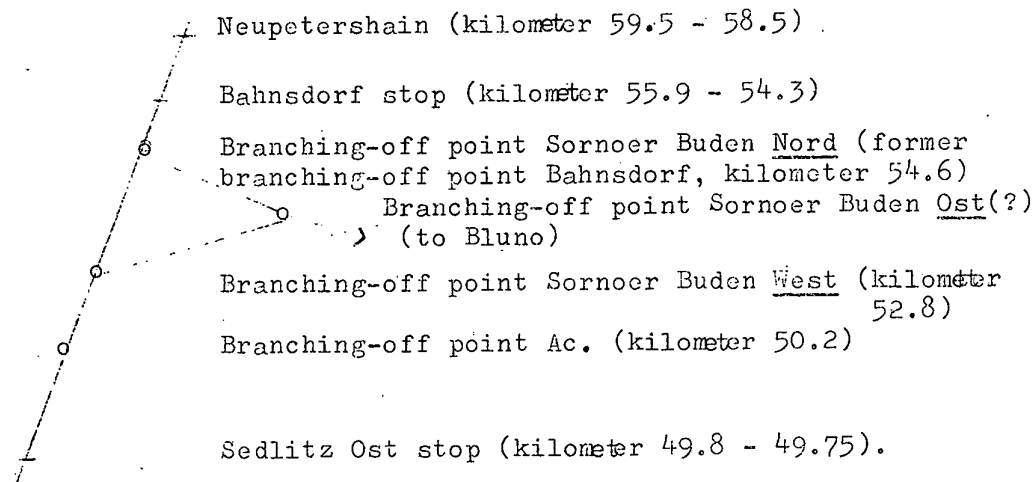 Neupetershain (kilometer 59.5 - 58.5)
Bahnsdorf stop (kilometer 55.9 - 54.3)
Branching-off point Sornoer Buden Nord (former
branching-off point Bahnsdorf, kilometer 54.6)
Branching-off point Sornoer Buden Ost(?)
(to Bluno)
Branching-off point Sornoer Buden West (kilometer
52.8)
Branching-off point Ac. (kilometer 50.2)
Sedlitz Ost stop (kilometer 49.8 - 49.75).